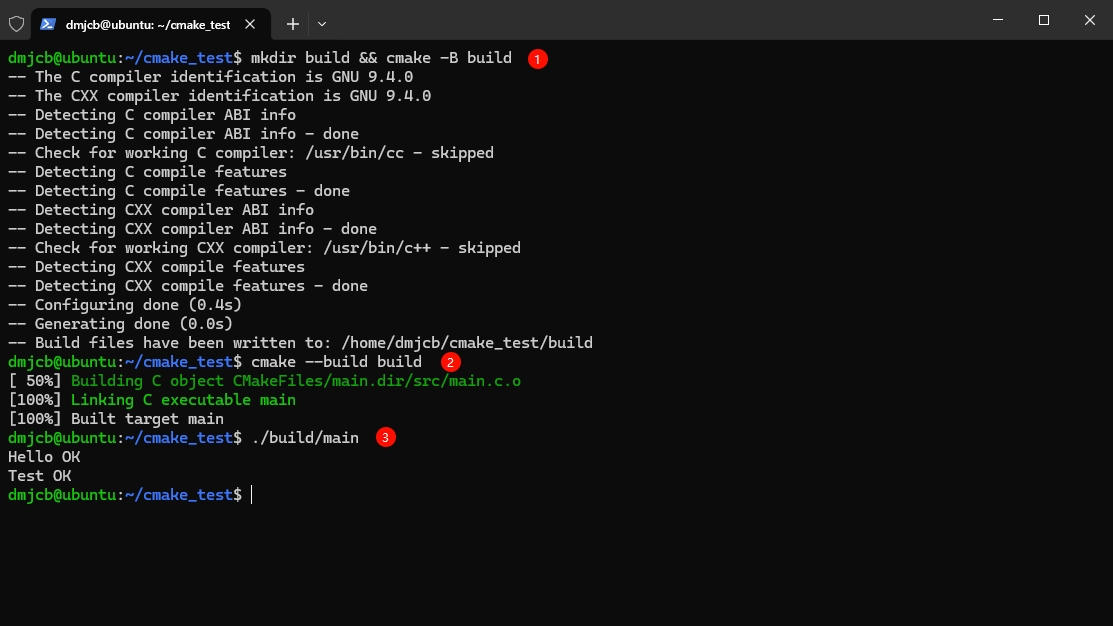 dmjcb@ubuntu: ~/cmake_test
dmjcb@ubuntu:~/cmake_test$ mkdir build && cmake -B build 1
-- The C compiler identification is GNU 9.4.0
-- The CXX compiler identification is GNU 9.4.0
-- Detecting C compiler ABI info
-- Detecting C compiler ABI info - done
-- Check for working C compiler: /usr/bin/cc - skipped
-- Detecting C compile features
-- Detecting C compile features - done
-- Detecting CXX compiler ABI info
-- Detecting CXX compiler ABI info - done
-- Check for working CXX compiler: /usr/bin/c++ - skipped
-- Detecting CXX compile features
-- Detecting CXX compile features - done
-- Configuring done (0.4s)
-- Generating done (0.0s)
-- Build files have been written to: /home/dmjcb/cmake_test/build
dmjcb@ubuntu:~/cmake_test$ cmake --build build 2
[ 50%] Building C object CMakeFiles/main.dir/src/main.c.o
[100%] Linking C executable main
[100%] Built target main
dmjcb@ubuntu:~/cmake_test$ ./build/main 3
Hello OK
Test OK
dmjcb@ubuntu:~/cmake_test$